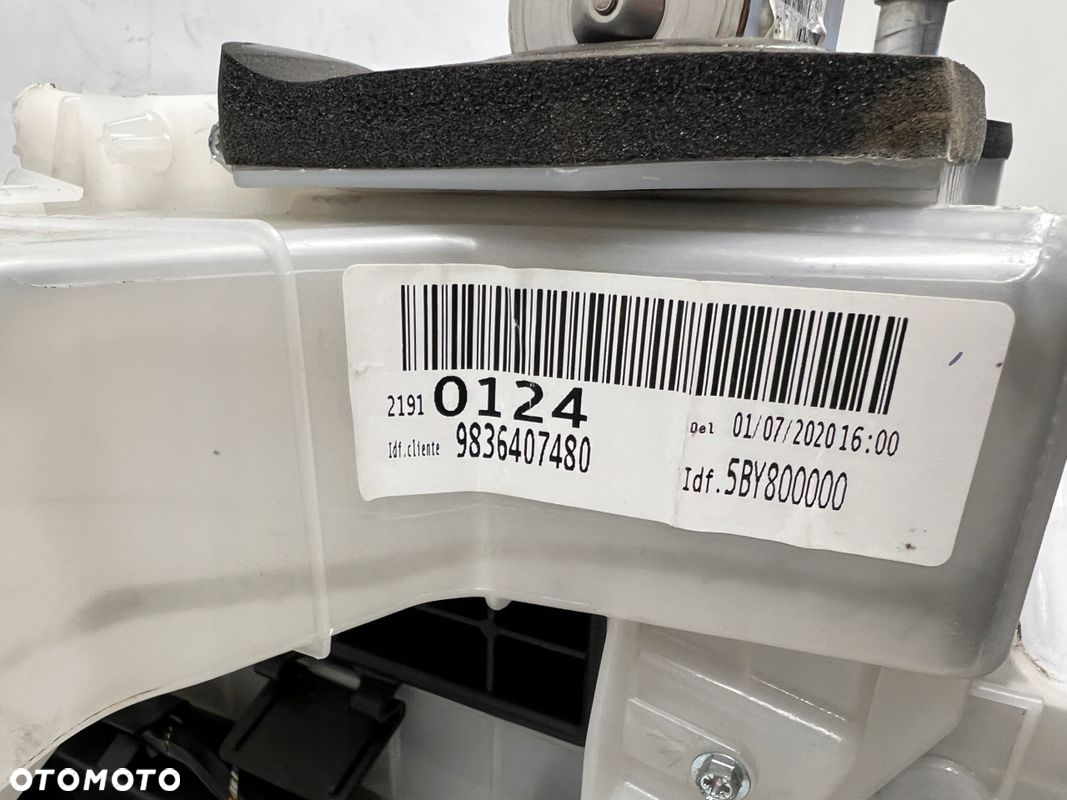 2191 0124
Idf.cliente 9836407480
Del 01/07/2020 16:00
Idf.5BY800000
OTOMOTO